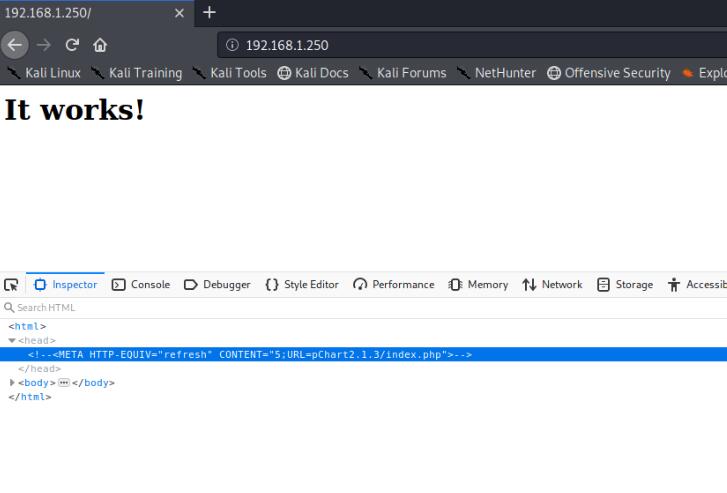 192.168.1.250/
192.168.1.250
Kali Linux Kali Training Kali Tools Kali Docs Kali Forums NetHunter Offensive Security Explo
It works!
Inspector Console Debugger Style Editor Performance Memory Network Storage Accessib
Search HTML
<html>
<head>
<!--<META HTTP-EQUIV="refresh" CONTENT="5;URL=pChart2.1.3/index.php">-->
</head>
<body> </body>
</html>